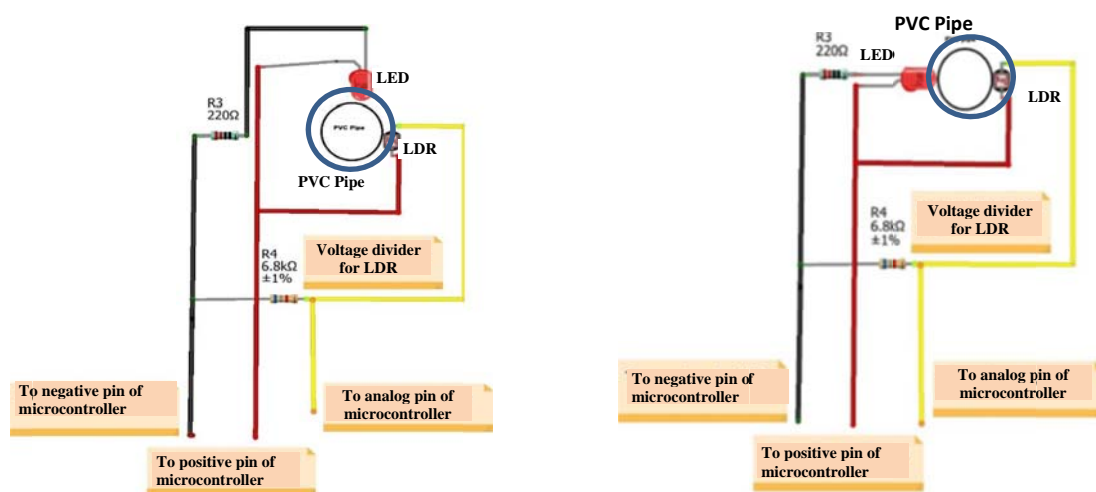 R3
220Ω
LED
PVC Pipe
LDR
PVC Pipe
R4
6.8kΩ
±1%
Voltage divider
for LDR
To negative pin of
microcontroller
To analog pin of
microcontroller
To positive pin of
microcontroller
PVC Pipe
R3
220Ω
LED
LDR
R4
6.8kΩ
±1%
Voltage divider
for LDR
To negative pin of
microcontroller
To analog pin of
microcontroller
To positive pin of
microcontroller